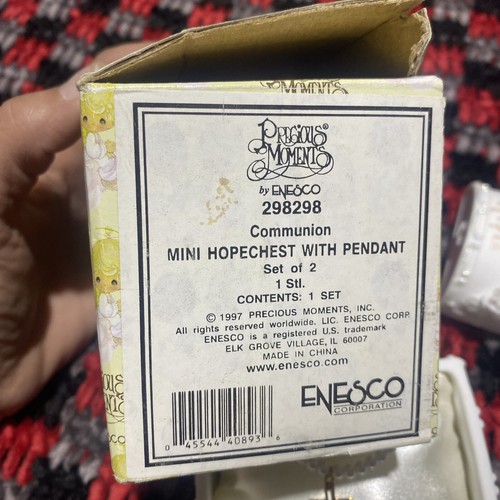 PRECIOUS®
MOMENTS
by ENESCO
298298
Communion
MINI HOPECHEST WITH PENDANT
Set of 2
1 Stl.
CONTENTS: 1 SET
© 1997 PRECIOUS MOMENTS, INC.
All rights reserved worldwide. LIC. ENESCO CORP.
ENESCO is a registered U.S. trademark
ELK GROVE VILLAGE, IL 60007
MADE IN CHINA
www.enesco.com
0 45544 40893 6
ENESCO
CORPORATION